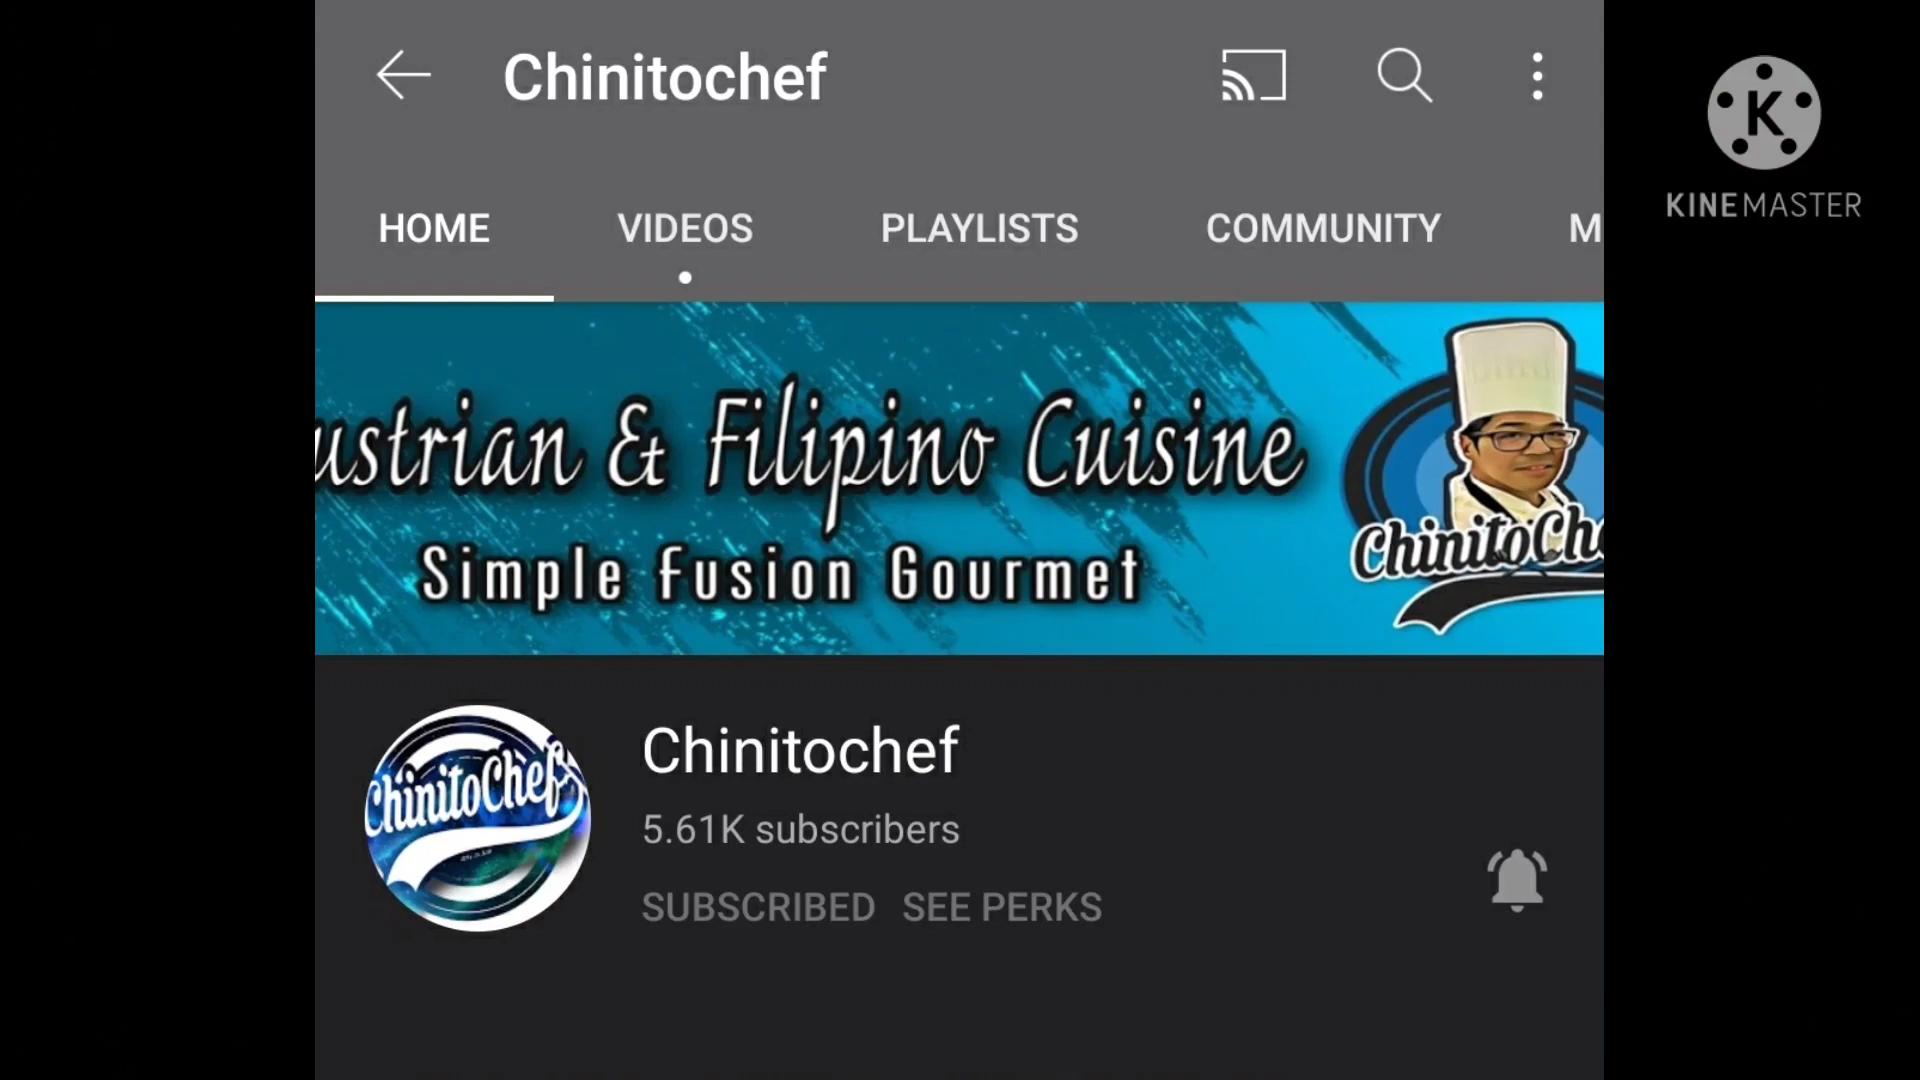 Chinitochef
HOME VIDEOS PLAYLISTS COMMUNITY M
K
KINEMASTER
ustrian & Filipino Cuisine
Simple Fusion Gourmet
ChinitoChe
ChinitoChef
Chinitochef
5.61K subscribers
SUBSCRIBED SEE PERKS